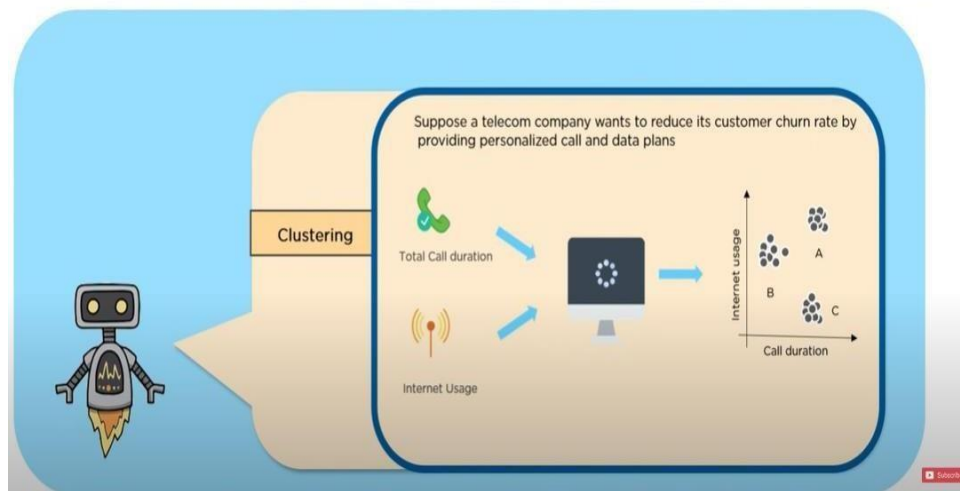 Suppose a telecom company wants to reduce its customer churn rate by
providing personalized call and data plans
Clustering
Total Call duration
Internet Usage
Internet usage
A
B
C
Call duration
Subscribe